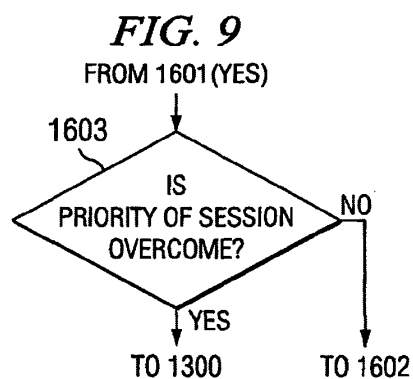 FIG. 9
FROM 1601 (YES)
1603
IS
PRIORITY OF SESSION
OVERCOME?
NO
YES
TO 1300
TO 1602